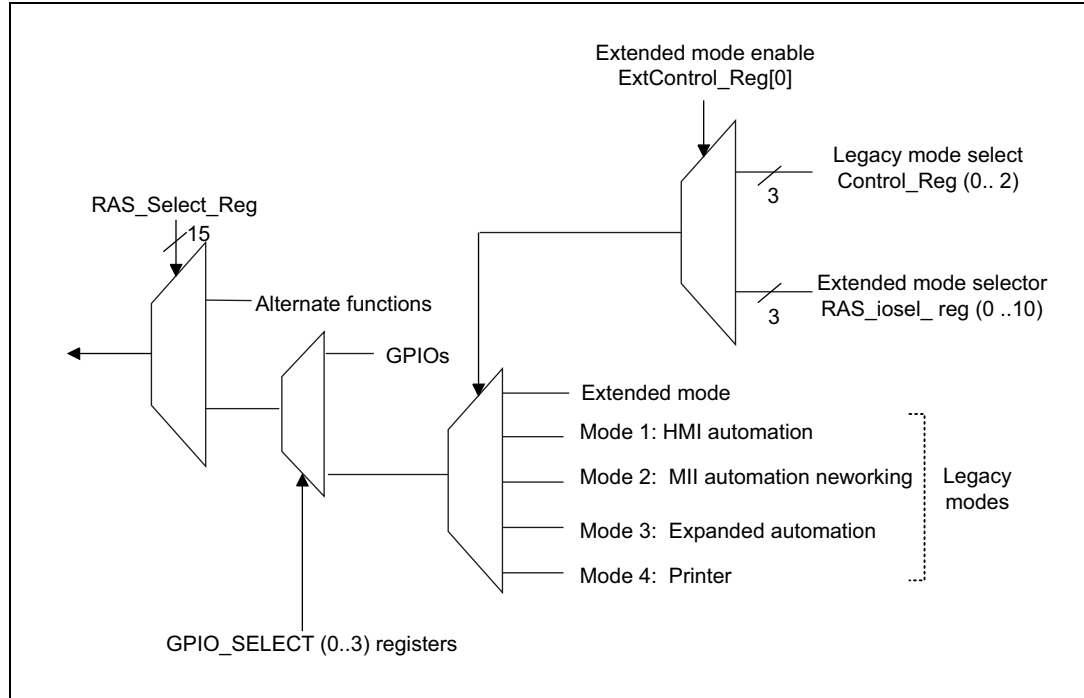 Extended mode enable
ExtControl_Reg[0]
Legacy mode select
Control_Reg (0.. 2)
3
RAS_Select_Reg
15
Extended mode selector
RAS_iosel_ reg (0 ..10)
3
Alternate functions
GPIOs
Extended mode
Mode 1: HMI automation
Mode 2:  MII automation neworking
Legacy
modes
Mode 3:  Expanded automation
Mode 4:  Printer
GPIO_SELECT (0..3) registers